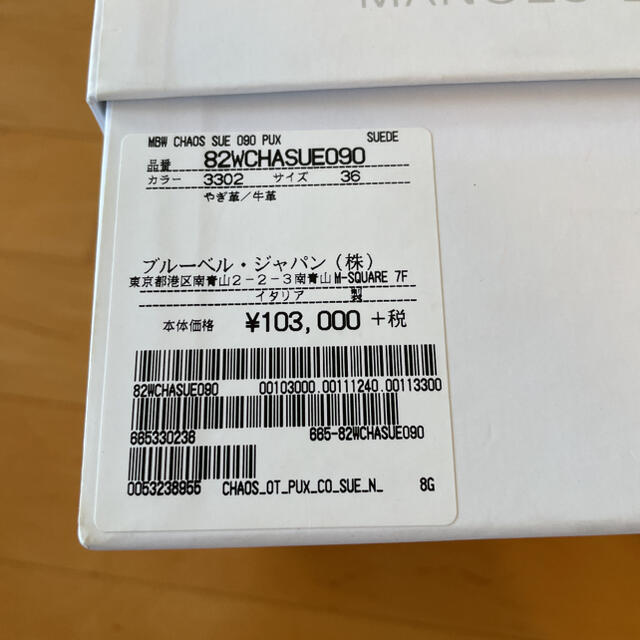 MANOLO
MBW CHAOS SUE 090 PUX SUEDE
品番 82WCHASUE090
カラー 3302 サイズ 36
やぎ革/牛革
ブルーベル・ジャパン(株)
東京都港区南青山2-2-3南青山M-SQUARE 7F
イタリア 製
本体価格 ¥103,000 +税
82WCHASUE090 00103000.00111240.00113300
665330238 665-82WCHASUE090
0053238955 CHAOS_OT_PUX_CO_SUE_N_ 8G